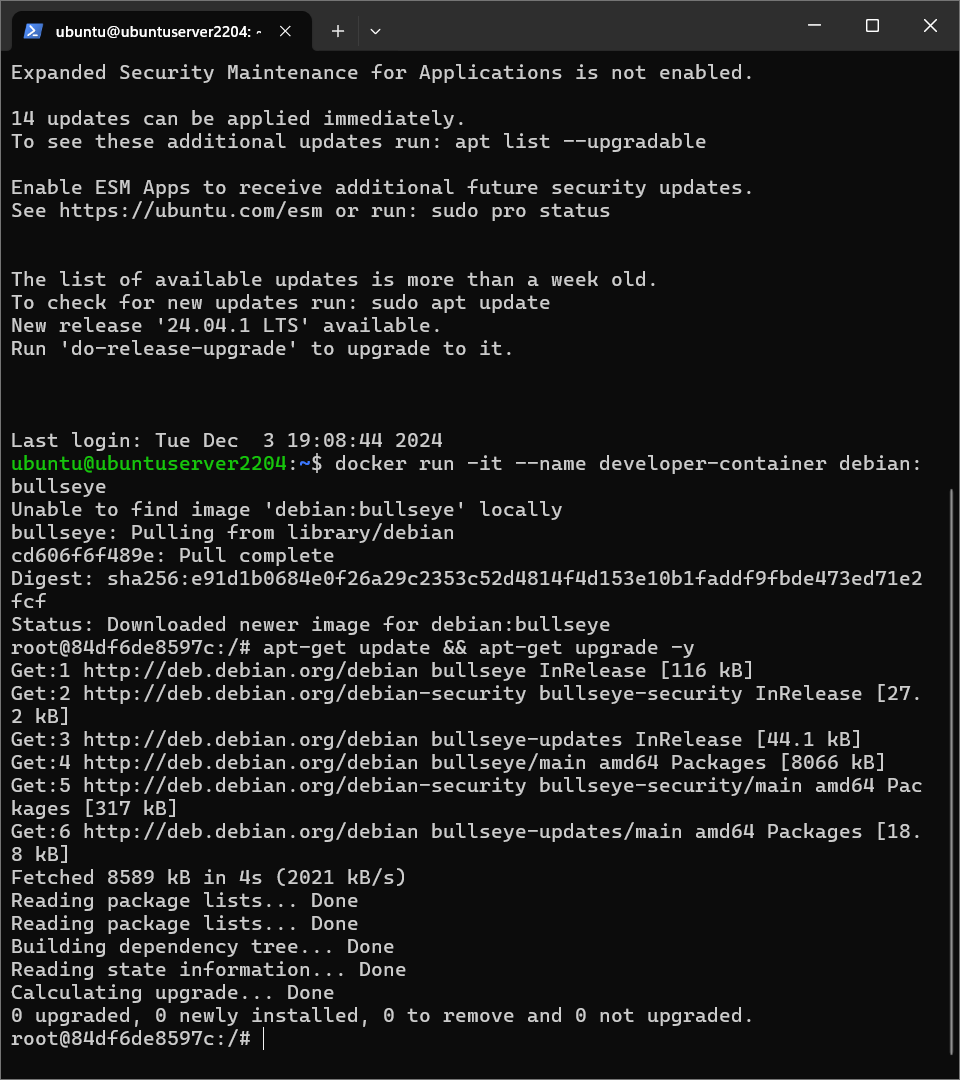 ubuntu@ubuntuserver2204: ~
Expanded Security Maintenance for Applications is not enabled.
14 updates can be applied immediately.
To see these additional updates run: apt list --upgradable
Enable ESM Apps to receive additional future security updates.
See https://ubuntu.com/esm or run: sudo pro status
The list of available updates is more than a week old.
To check for new updates run: sudo apt update
New release '24.04.1 LTS' available.
Run 'do-release-upgrade' to upgrade to it.
Last login: Tue Dec  3 19:08:44 2024
ubuntu@ubuntuserver2204:~$ docker run -it --name developer-container debian:
bullseye
Unable to find image 'debian:bullseye' locally
bullseye: Pulling from library/debian
cd606f6f489e: Pull complete
Digest: sha256:e91d1b0684e0f26a29c2353c52d4814f4d153e10b1faddf9fbde473ed71e2
fcf
Status: Downloaded newer image for debian:bullseye
root@84df6de8597c:/# apt-get update && apt-get upgrade -y
Get:1 http://deb.debian.org/debian bullseye InRelease [116 kB]
Get:2 http://deb.debian.org/debian-security bullseye-security InRelease [27.
2 kB]
Get:3 http://deb.debian.org/debian bullseye-updates InRelease [44.1 kB]
Get:4 http://deb.debian.org/debian bullseye/main amd64 Packages [8066 kB]
Get:5 http://deb.debian.org/debian-security bullseye-security/main amd64 Pac
kages [317 kB]
Get:6 http://deb.debian.org/debian bullseye-updates/main amd64 Packages [18.
8 kB]
Fetched 8589 kB in 4s (2021 kB/s)
Reading package lists... Done
Reading package lists... Done
Building dependency tree... Done
Reading state information... Done
Calculating upgrade... Done
0 upgraded, 0 newly installed, 0 to remove and 0 not upgraded.
root@84df6de8597c:/#